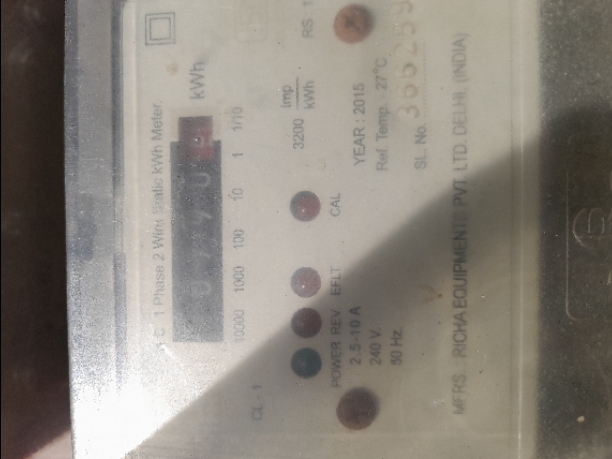 1 Phase 2 Wire Static kWh Meter.
kWh
10000 1000 100 10 1 1/10
CL - 1
3200 Imp
kWh
RS
POWER REV EFLT CAL
2.5-10 A
240 V.
50 Hz.
YEAR : 2015
Ref. Temp. 27°C
SL. No.
MFRS. RICHA EQUIPMENTS PVT. LTD. DELHI, (INDIA)